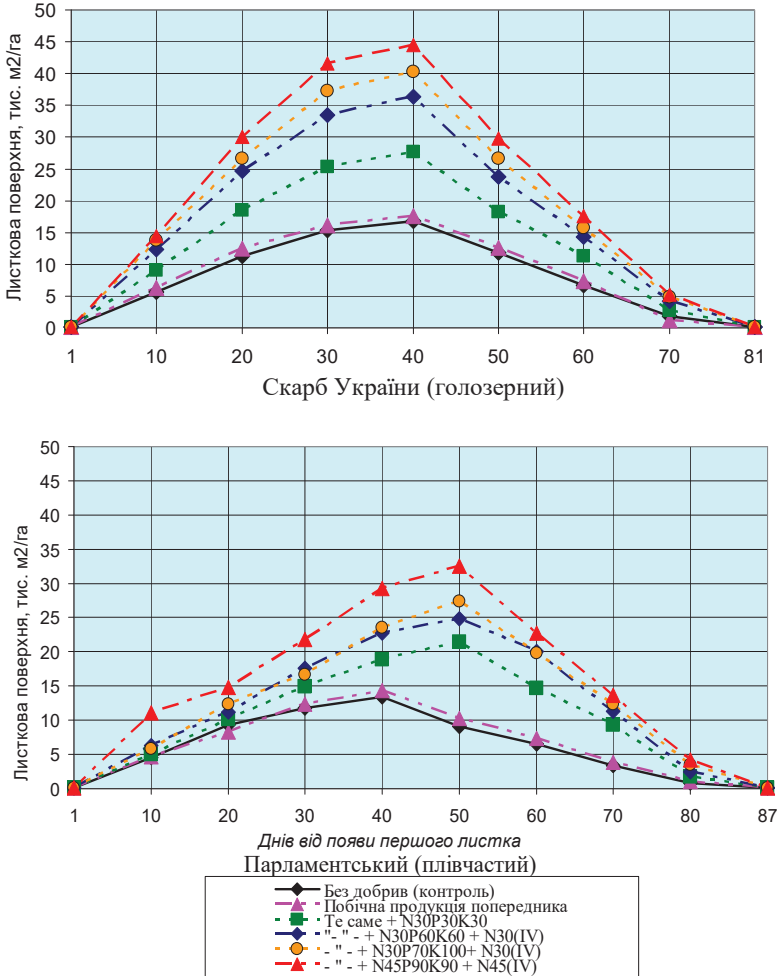 Листкова поверхня, тис. м2/га
50
45
40
35
30
25
20
15
10
5
0
1 10 20 30 40 50 60 70 81
Скарб України (голозерний)
Листкова поверхня, тис. м2/га
50
45
40
35
30
25
20
15
10
5
0
1 10 20 30 40 50 60 70 80 87
Днів від появи першого листка
Парламентський (плівчастий)
Без добрив (контроль)
Побічна продукція попередника
Те саме + N30P30K30
"- " - + N30P60K60 + N30(IV)
- " - + N30P70K100+ N30(IV)
- " - + N45P90K90 + N45(IV)